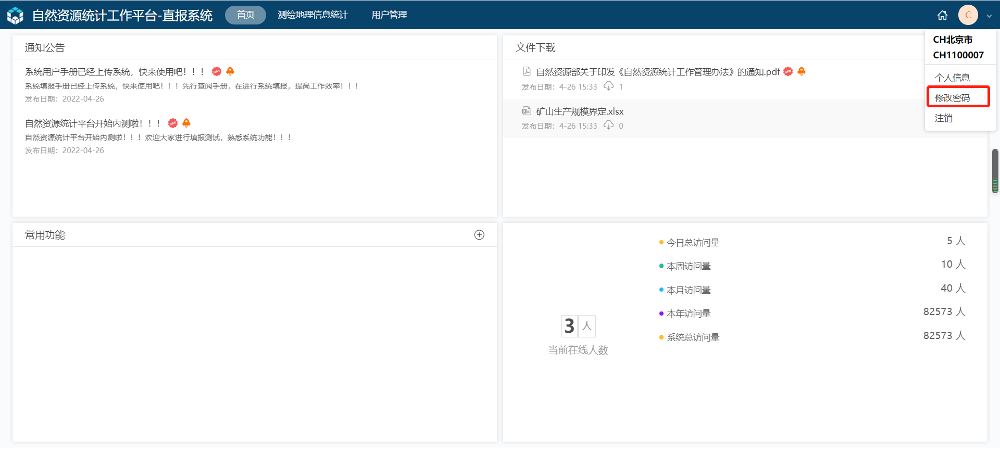 自然资源统计工作平台-直报系统 首页 测绘地理信息统计 用户管理 C
CH北京市
CH1100007
个人信息
修改密码
注销
通知公告
系统用户手册已经上传系统，快来使用吧！！！ NEW
系统填报手册已经上传系统，快来使用吧！！！先行查阅手册，在进行系统填报，提高工作效率！！！
发布日期：2022-04-26
自然资源统计平台开始内测啦！！！ NEW
自然资源统计平台开始内测啦！！！欢迎大家进行填报测试，熟悉系统功能！！！
发布日期：2022-04-26
文件下载
自然资源部关于印发《自然资源统计工作管理办法》的通知.pdf NEW
发布日期：4-26 15:33 1
矿山生产规模界定.xlsx
发布日期：4-26 15:33 0
常用功能
3 人
当前在线人数
今日总访问量 5 人
本周访问量 10 人
本月访问量 40 人
本年访问量 82573 人
系统总访问量 82573 人